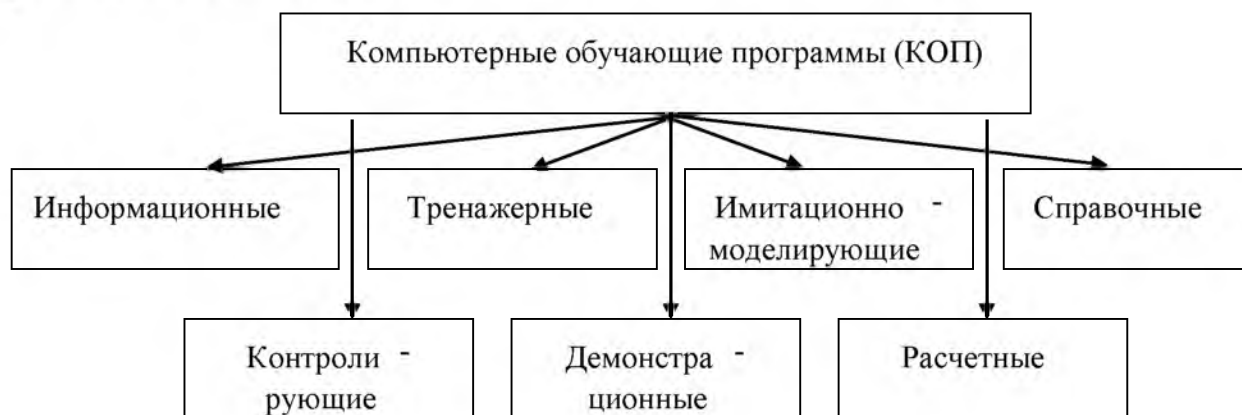 Компьютерные обучающие программы (КОП)
Информационные
Тренажерные
Имитационно -
моделирующие
Справочные
Контроли -
рующие
Демонстра -
ционные
Расчетные